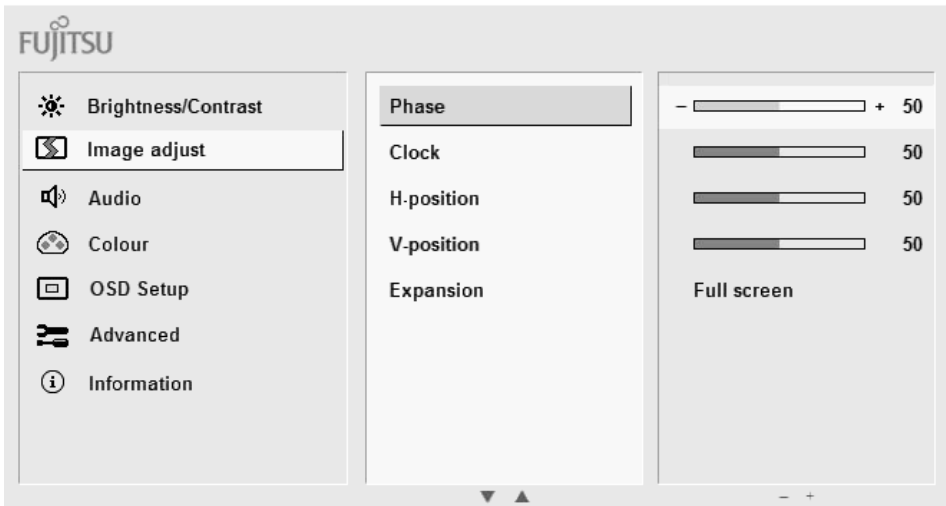 FUJITSU
Brightness/Contrast
Image adjust
Audio
Colour
OSD Setup
Advanced
Information
Phase
Clock
H-position
V-position
Expansion
– + 50
50
50
50
Full screen
▼ ▲
– +